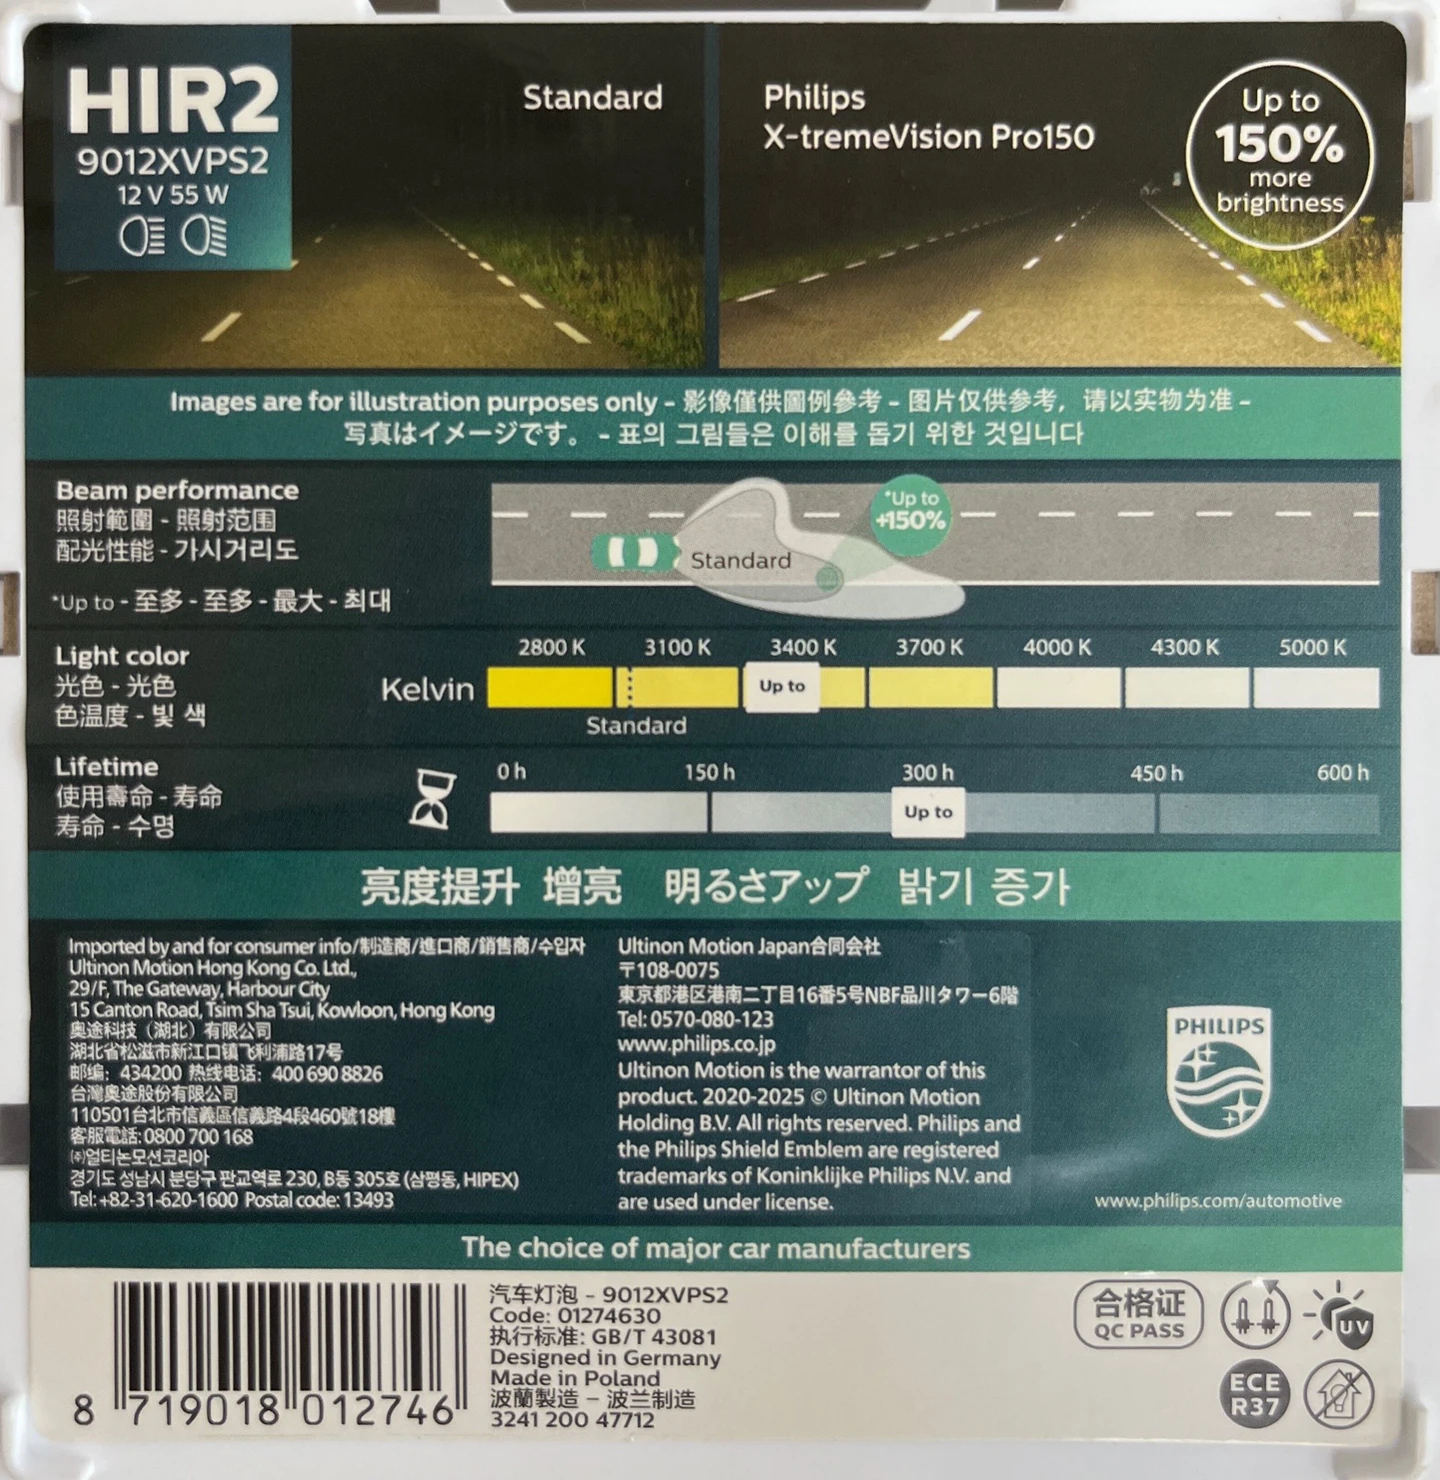 HIR2
9012XVPS2
12 V 55 W
Standard
Philips
X-tremeVision Pro150
Up to
150%
more
brightness
Images are for illustration purposes only – 影像僅供圖例參考 – 图片仅供参考，请以实物为准 –
写真はイメージです。 – 표의 그림들은 이해를 돕기 위한 것입니다
Beam performance
照射範圍 - 照射范围
配光性能 - 가시거리도
*Up to - 至多 - 至多 - 最大 - 최대
Standard
*Up to
+150%
Light color
光色 - 光色
色温度 - 빛 색
Kelvin
2800 K 3100 K 3400 K 3700 K 4000 K 4300 K 5000 K
Up to
Standard
Lifetime
使用壽命 - 寿命
寿命 - 수명
0 h 150 h 300 h 450 h 600 h
Up to
亮度提升 增亮 明るさアップ 밝기 증가
Imported by and for consumer info/制造商/進口商/銷售商/수입자
Ultinon Motion Hong Kong Co. Ltd.,
29/F, The Gateway, Harbour City
15 Canton Road, Tsim Sha Tsui, Kowloon, Hong Kong
奥途科技（湖北）有限公司
湖北省松滋市新江口镇飞利浦路17号
邮编：434200 热线电话：400 690 8826
台灣奧途股份有限公司
110501台北市信義區信義路4段460號18樓
客服電話: 0800 700 168
㈜얼티논모션코리아
경기도 성남시 분당구 판교역로 230, B동 305호 (삼평동, HIPEX)
Tel: +82-31-620-1600 Postal code: 13493
Ultinon Motion Japan合同会社
〒108-0075
東京都港区港南二丁目16番5号NBF品川タワー6階
Tel: 0570-080-123
www.philips.co.jp
Ultinon Motion is the warrantor of this
product. 2020-2025 © Ultinon Motion
Holding B.V. All rights reserved. Philips and
the Philips Shield Emblem are registered
trademarks of Koninklijke Philips N.V. and
are used under license.
PHILIPS
www.philips.com/automotive
The choice of major car manufacturers
8 719018 012746
汽车灯泡 – 9012XVPS2
Code: 01274630
执行标准: GB/T 43081
Designed in Germany
Made in Poland
波蘭製造 – 波兰制造
3241 200 47712
合格证
QC PASS
UV
ECE
R37